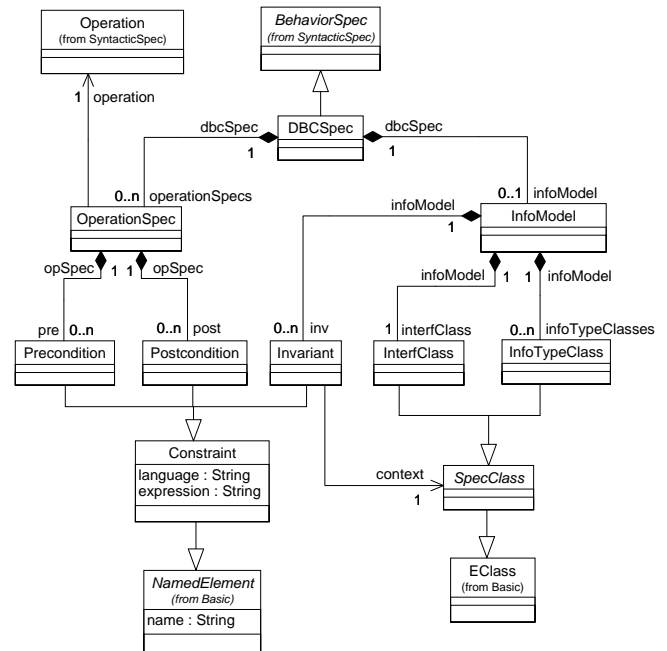 Operation
(from SyntacticSpec)
BehaviorSpec
(from SyntacticSpec)
1 operation
dbcSpec
DBCSpec
dbcSpec
1
1
0..n operationSpecs
0..1 infoModel
OperationSpec
infoModel
InfoModel
1
opSpec 1
1 opSpec
infoModel 1
1 infoModel
pre 0..n
0..n post
0..n inv
1 interfClass
0..n infoTypeClasses
Precondition
Postcondition
Invariant
InterfClass
InfoTypeClass
Constraint
language : String
expression : String
context
1
SpecClass
NamedElement
(from Basic)
name : String
EClass
(from Basic)